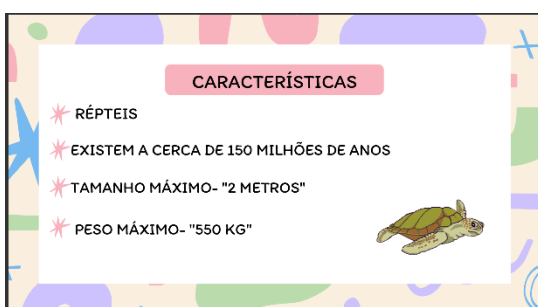 CARACTERÍSTICAS
RÉPTEIS
EXISTEM A CERCA DE 150 MILHÕES DE ANOS
TAMANHO MÁXIMO- "2 METROS"
PESO MÁXIMO- "550 KG"